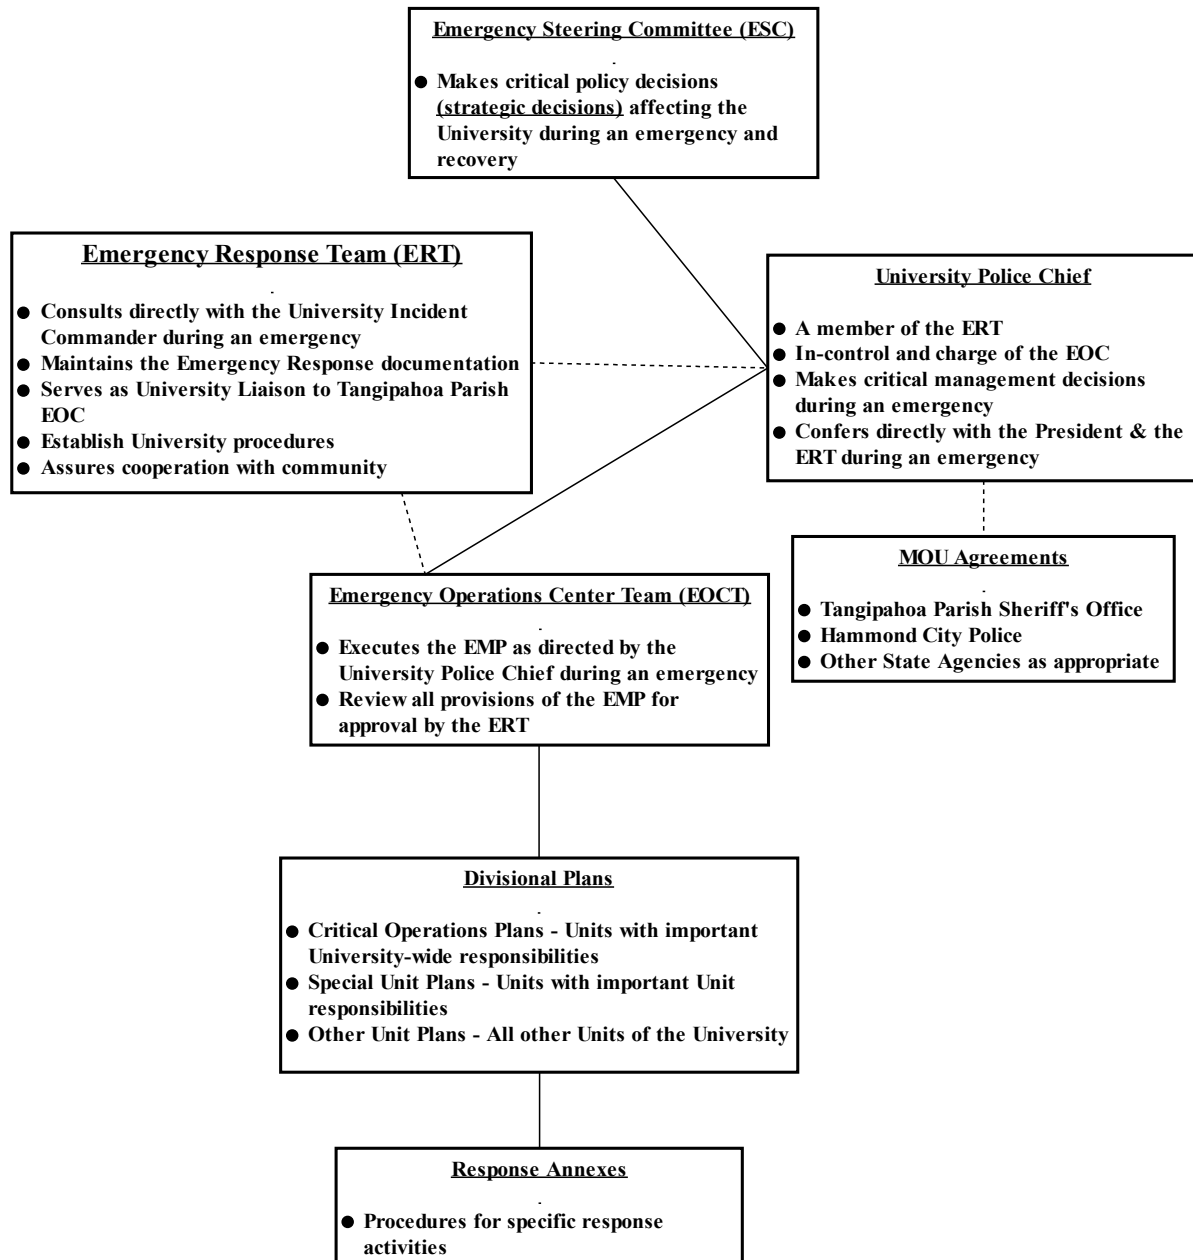 Emergency Steering Committee (ESC)
.
● Makes critical policy decisions
(strategic decisions) affecting the
University during an emergency and
recovery
Emergency Response Team (ERT)
.
● Consults directly with the University Incident
Commander during an emergency
● Maintains the Emergency Response documentation
● Serves as University Liaison to Tangipahoa Parish
EOC
● Establish University procedures
● Assures cooperation with community
University Police Chief
.
● A member of the ERT
● In-control and charge of the EOC
● Makes critical management decisions
during an emergency
● Confers directly with the President & the
ERT during an emergency
MOU Agreements
.
● Tangipahoa Parish Sheriff's Office
● Hammond City Police
● Other State Agencies as appropriate
Emergency Operations Center Team (EOCT)
.
● Executes the EMP as directed by the
University Police Chief during an emergency
● Review all provisions of the EMP for
approval by the ERT
Divisional Plans
.
● Critical Operations Plans - Units with important
University-wide responsibilities
● Special Unit Plans - Units with important Unit
responsibilities
● Other Unit Plans - All other Units of the University
Response Annexes
.
● Procedures for specific response
activities